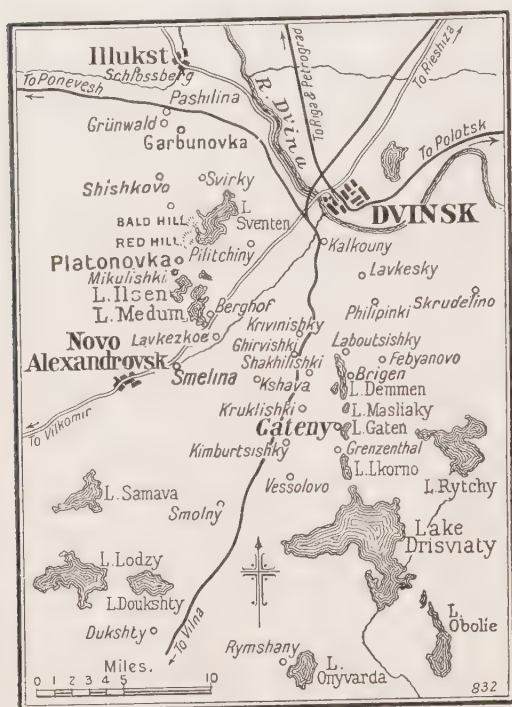 Illukst
Schlossberg
To Ponevesh
Pashilina
R. Dvina
To Riga & Petrograd
To Rieshiza
Grünwald
Garbunovka
To Polotsk
Shishkovo
Svirky
L.
Sventen
BALD HILL
RED HILL
DVINSK
Pilitchiny
Kalkouny
Platonovka
Mikulishki
Lavkesky
L. Ilsen
L. Medum
Berghof
Philipinki
Skrudelino
Krivinishky
Lavkezkoe
Ghirvishki
Laboutsishky
Novo
Alexandrovsk
Shakhilishki
Febyanovo
Smelina
Kshava
Brigen
L. Demmen
To Vilkomir
Kruklishki
L. Masliaky
Gateny
L. Gaten
Kimburtsishky
Grenzenthal
L. Ikorno
L. Rytchy
L. Samava
Vessolovo
Smolny
Lake
Drisviaty
L. Lodzy
L. Doukshty
L.
Obolie
Dukshty
To Vilna
Rymshany
L.
Onyvarda
Miles.
0 1 2 3 4 5 10
832